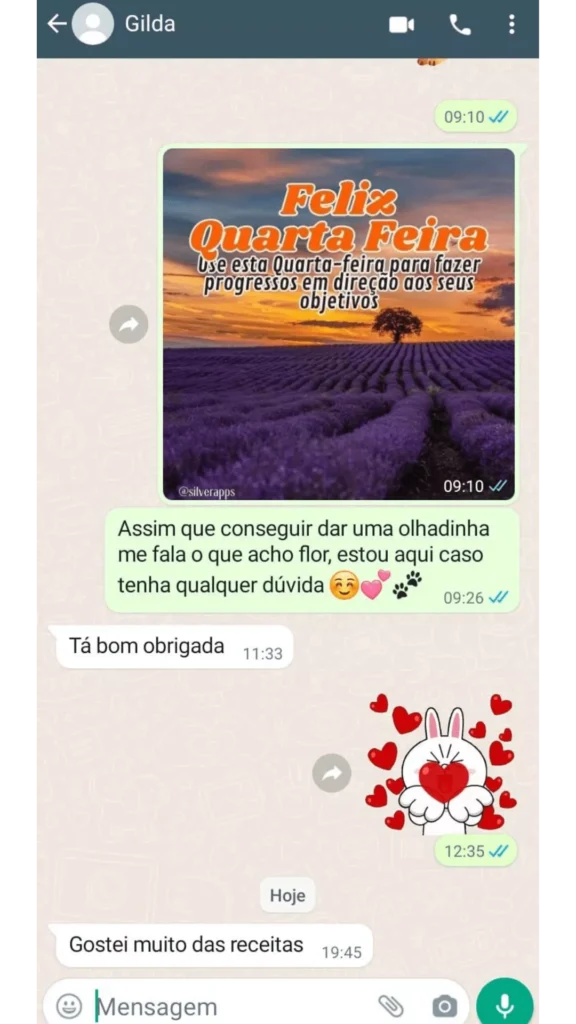 Gilda
09:10
Feliz
Quarta Feira
Use esta Quarta-feira para fazer
progressos em direção aos seus
objetivos
@silverapps
09:10
Assim que conseguir dar uma olhadinha
me fala o que acho flor, estou aqui caso
tenha qualquer dúvida ☺️💕🐾
09:26
Tá bom obrigada 11:33
12:35
Hoje
Gostei muito das receitas 19:45
Mensagem